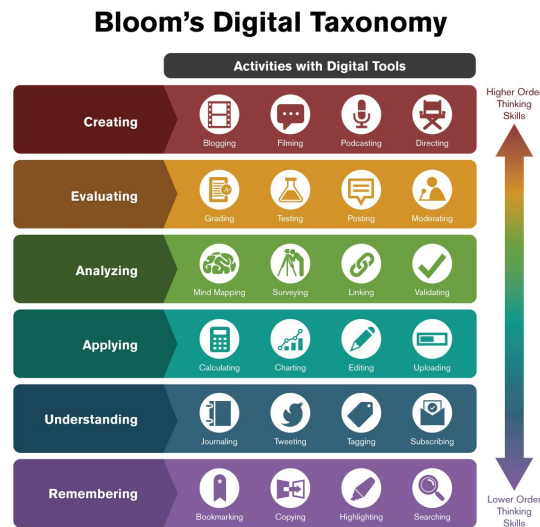 Bloom's Digital Taxonomy
Activities with Digital Tools
Higher Order
Thinking
Skills
Creating
Blogging Filming Podcasting Directing
Evaluating
Grading Testing Posting Moderating
Analyzing
Mind Mapping Surveying Linking Validating
Applying
Calculating Charting Editing Uploading
Understanding
Journaling Tweeting Tagging Subscribing
Remembering
Bookmarking Copying Highlighting Searching
Lower Order
Thinking
Skills